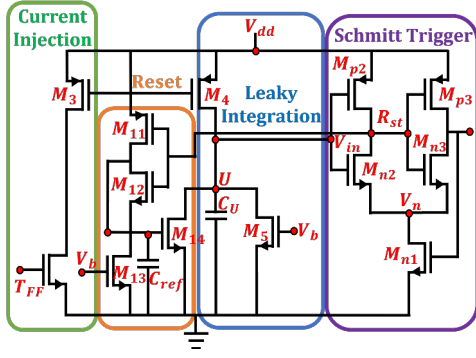 Current
Injection
V_dd
Schmitt Trigger
M_3
Reset
M_4
M_p2
M_p3
Leaky
Integration
M_11
R_st
V_in
M_n3
M_12
M_n2
U
V_n
C_U
M_14
M_5
V_b
V_b
M_13
C_ref
M_n1
T_FF